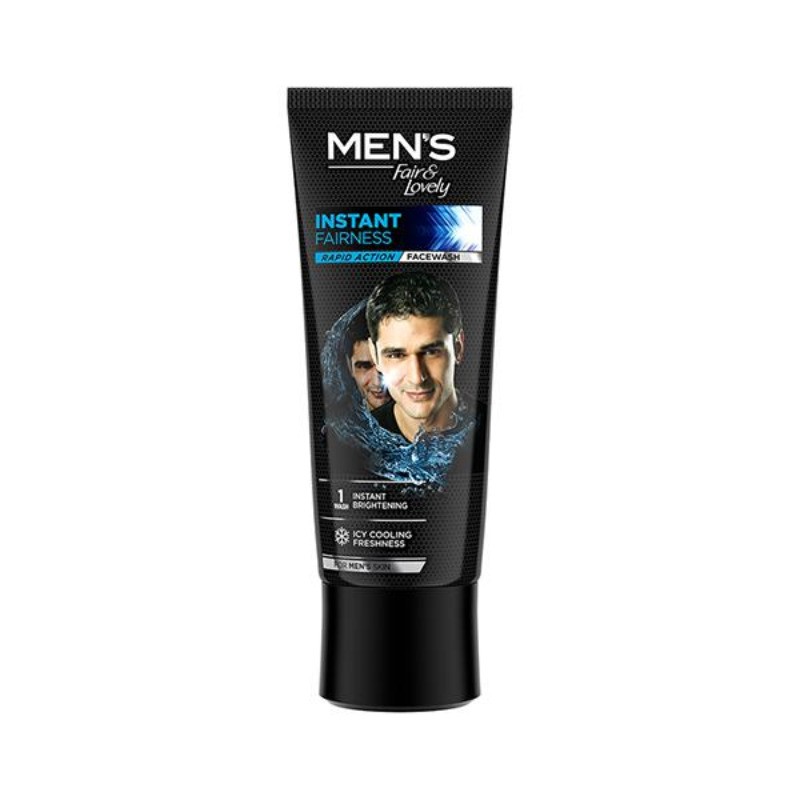 MEN'S
Fair &
Lovely
INSTANT
FAIRNESS
RAPID ACTION FACEWASH
1 WASH INSTANT BRIGHTENING
ICY COOLING
FRESHNESS
FOR MEN'S SKIN